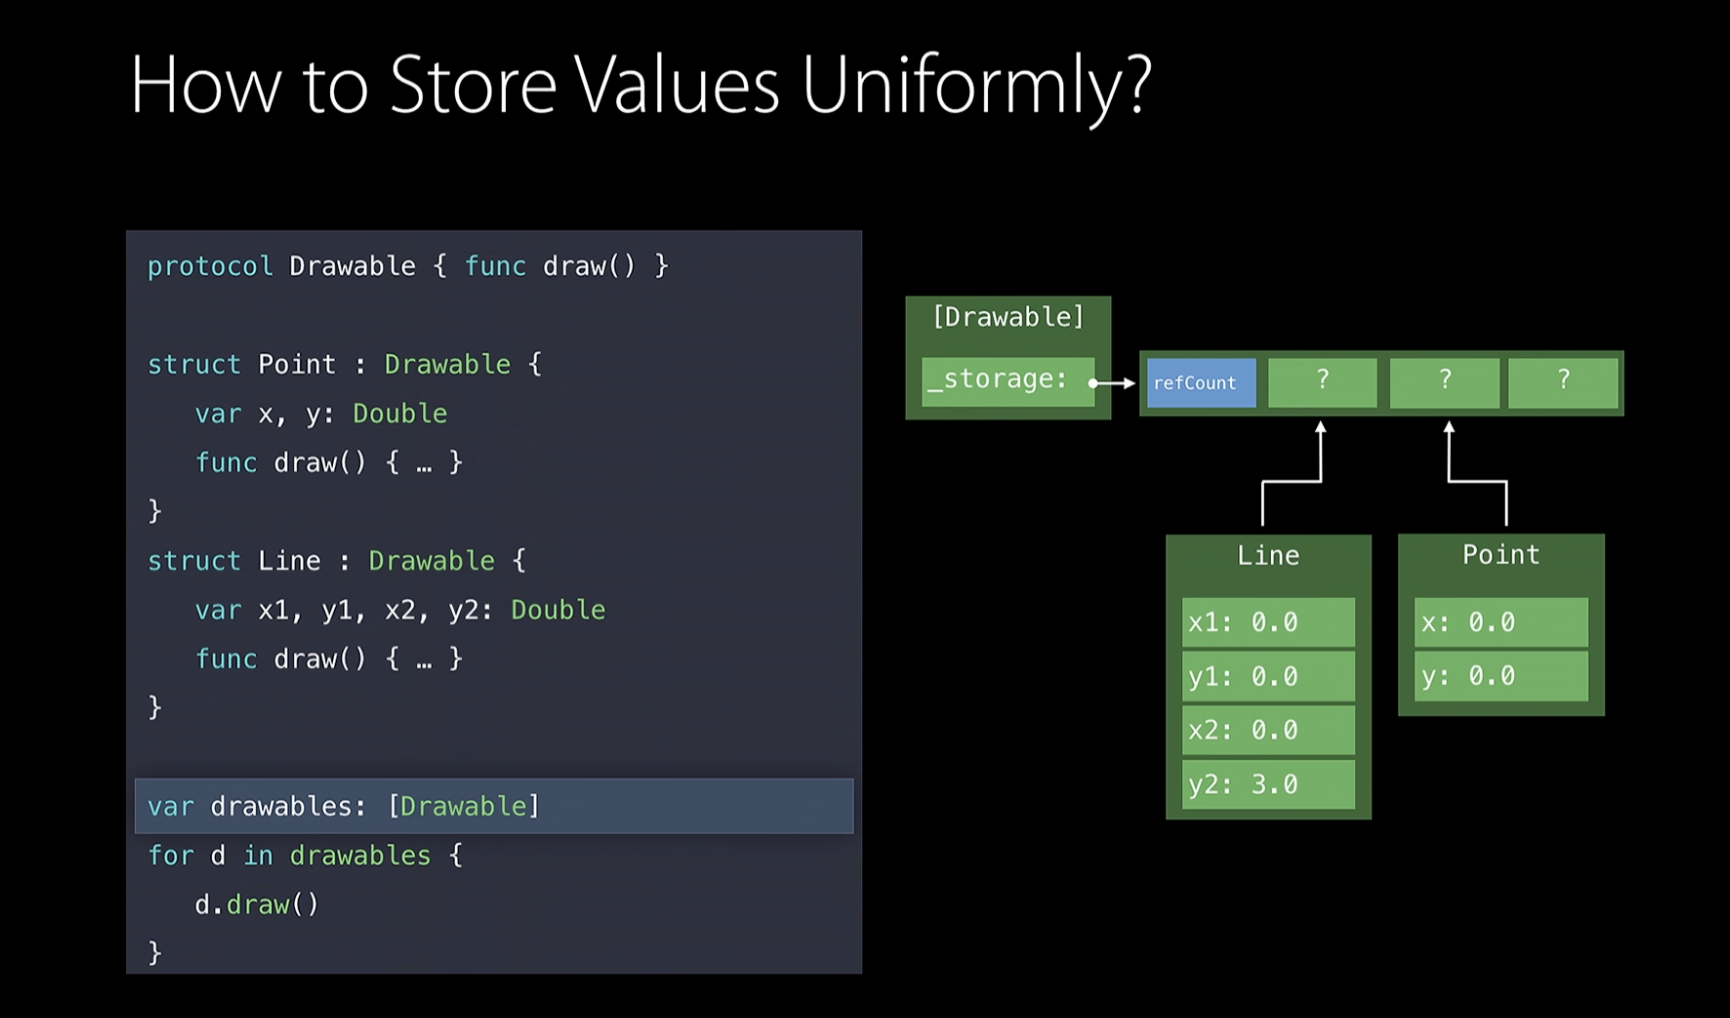 How to Store Values Uniformly?
protocol Drawable { func draw() }
struct Point : Drawable {
var x, y: Double
func draw() { … }
}
struct Line : Drawable {
var x1, y1, x2, y2: Double
func draw() { … }
}
var drawables: [Drawable]
for d in drawables {
d.draw()
}
[Drawable]
_storage:
refCount ? ? ?
Line
x1: 0.0
y1: 0.0
x2: 0.0
y2: 3.0
Point
x: 0.0
y: 0.0